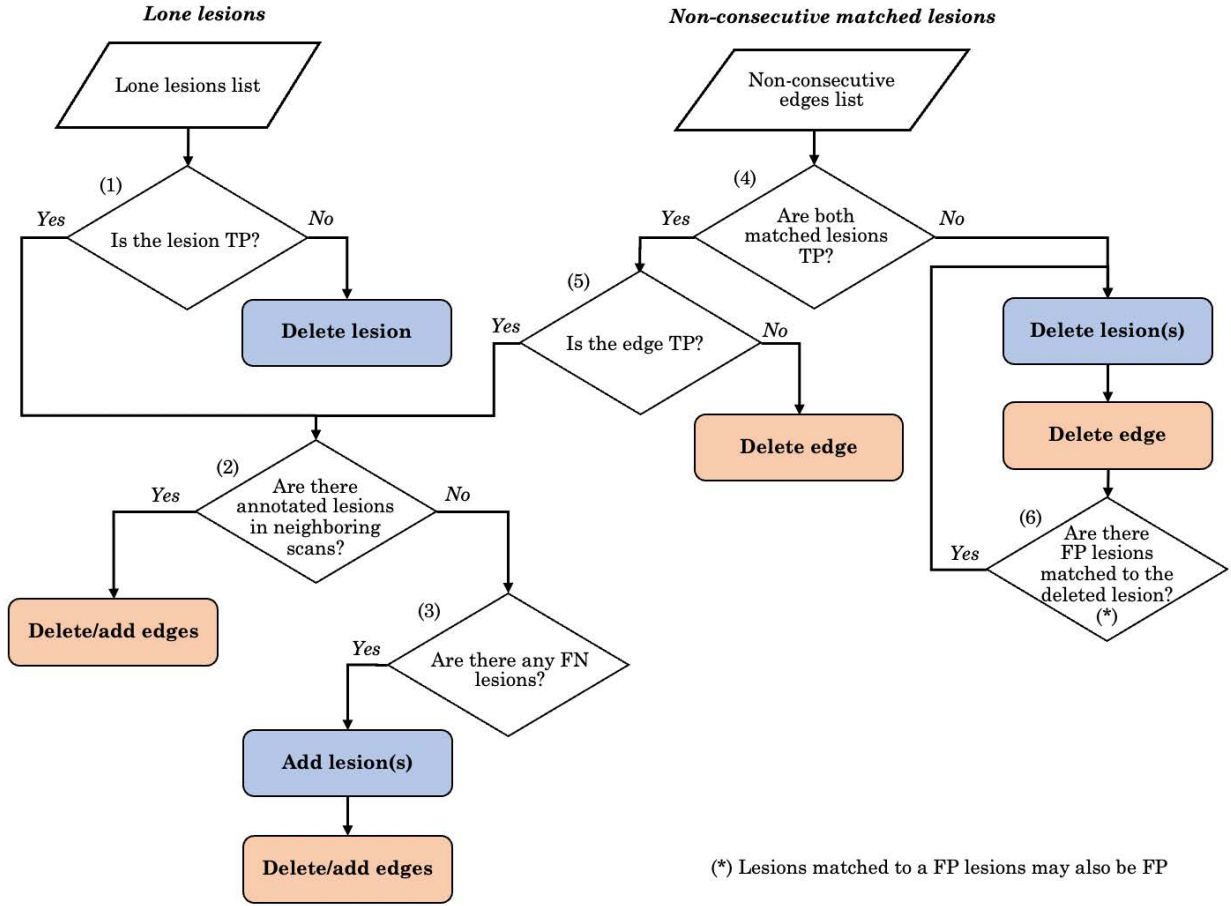 Lone lesions
Non-consecutive matched lesions
Lone lesions list
Non-consecutive
edges list
(1)
Yes
No
Is the lesion TP?
Delete lesion
(4)
Yes
No
Are both
matched lesions
TP?
(5)
Yes
No
Is the edge TP?
Delete edge
Delete lesion(s)
Delete edge
(6)
Yes
Are there
FP lesions
matched to the
deleted lesion?
(*)
(2)
Yes
No
Are there
annotated lesions
in neighboring
scans?
Delete/add edges
(3)
Yes
Are there any FN
lesions?
Add lesion(s)
Delete/add edges
(*) Lesions matched to a FP lesions may also be FP